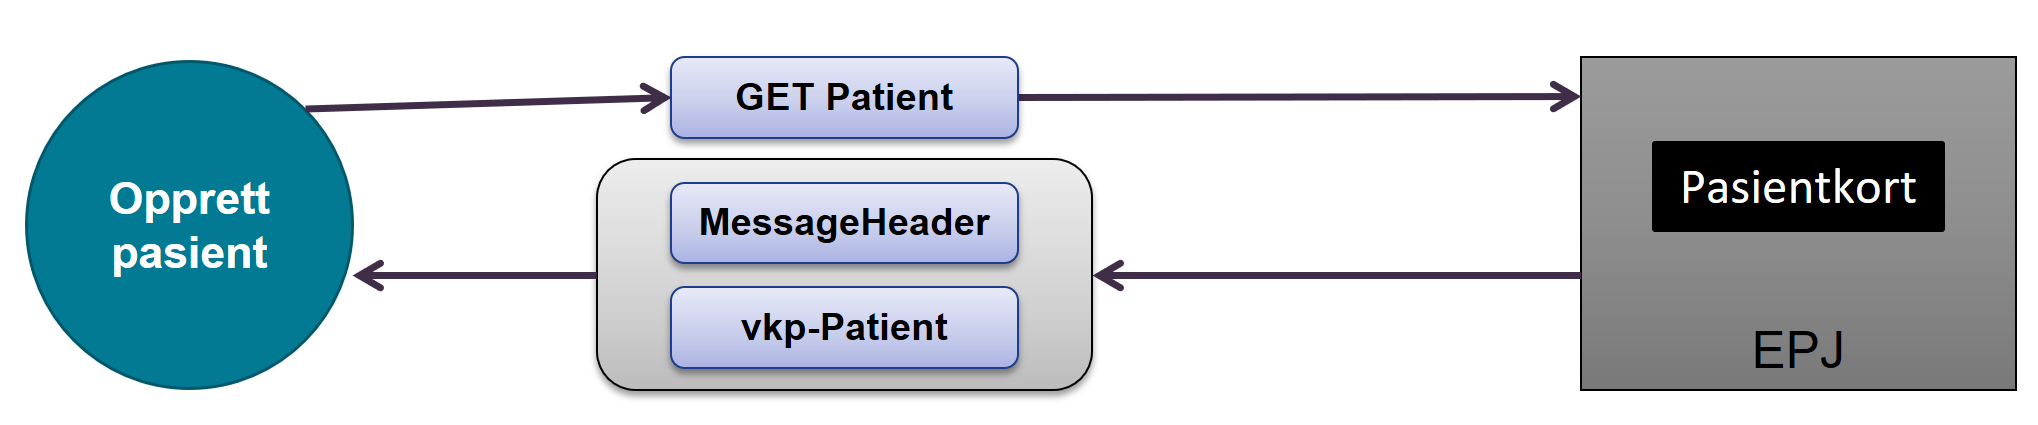 Opprett
pasient
GET Patient
MessageHeader
vkp-Patient
Pasientkort
EPJ